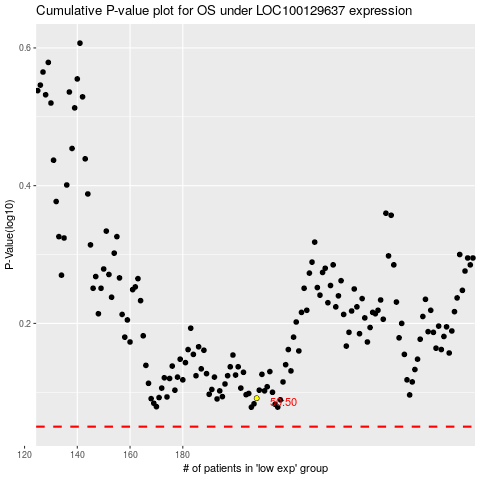 Cumulative P-value plot for OS under LOC100129637 expression
P-Value(log10)
0.6
0.4
0.2
120
140
160
180
# of patients in 'low exp' group